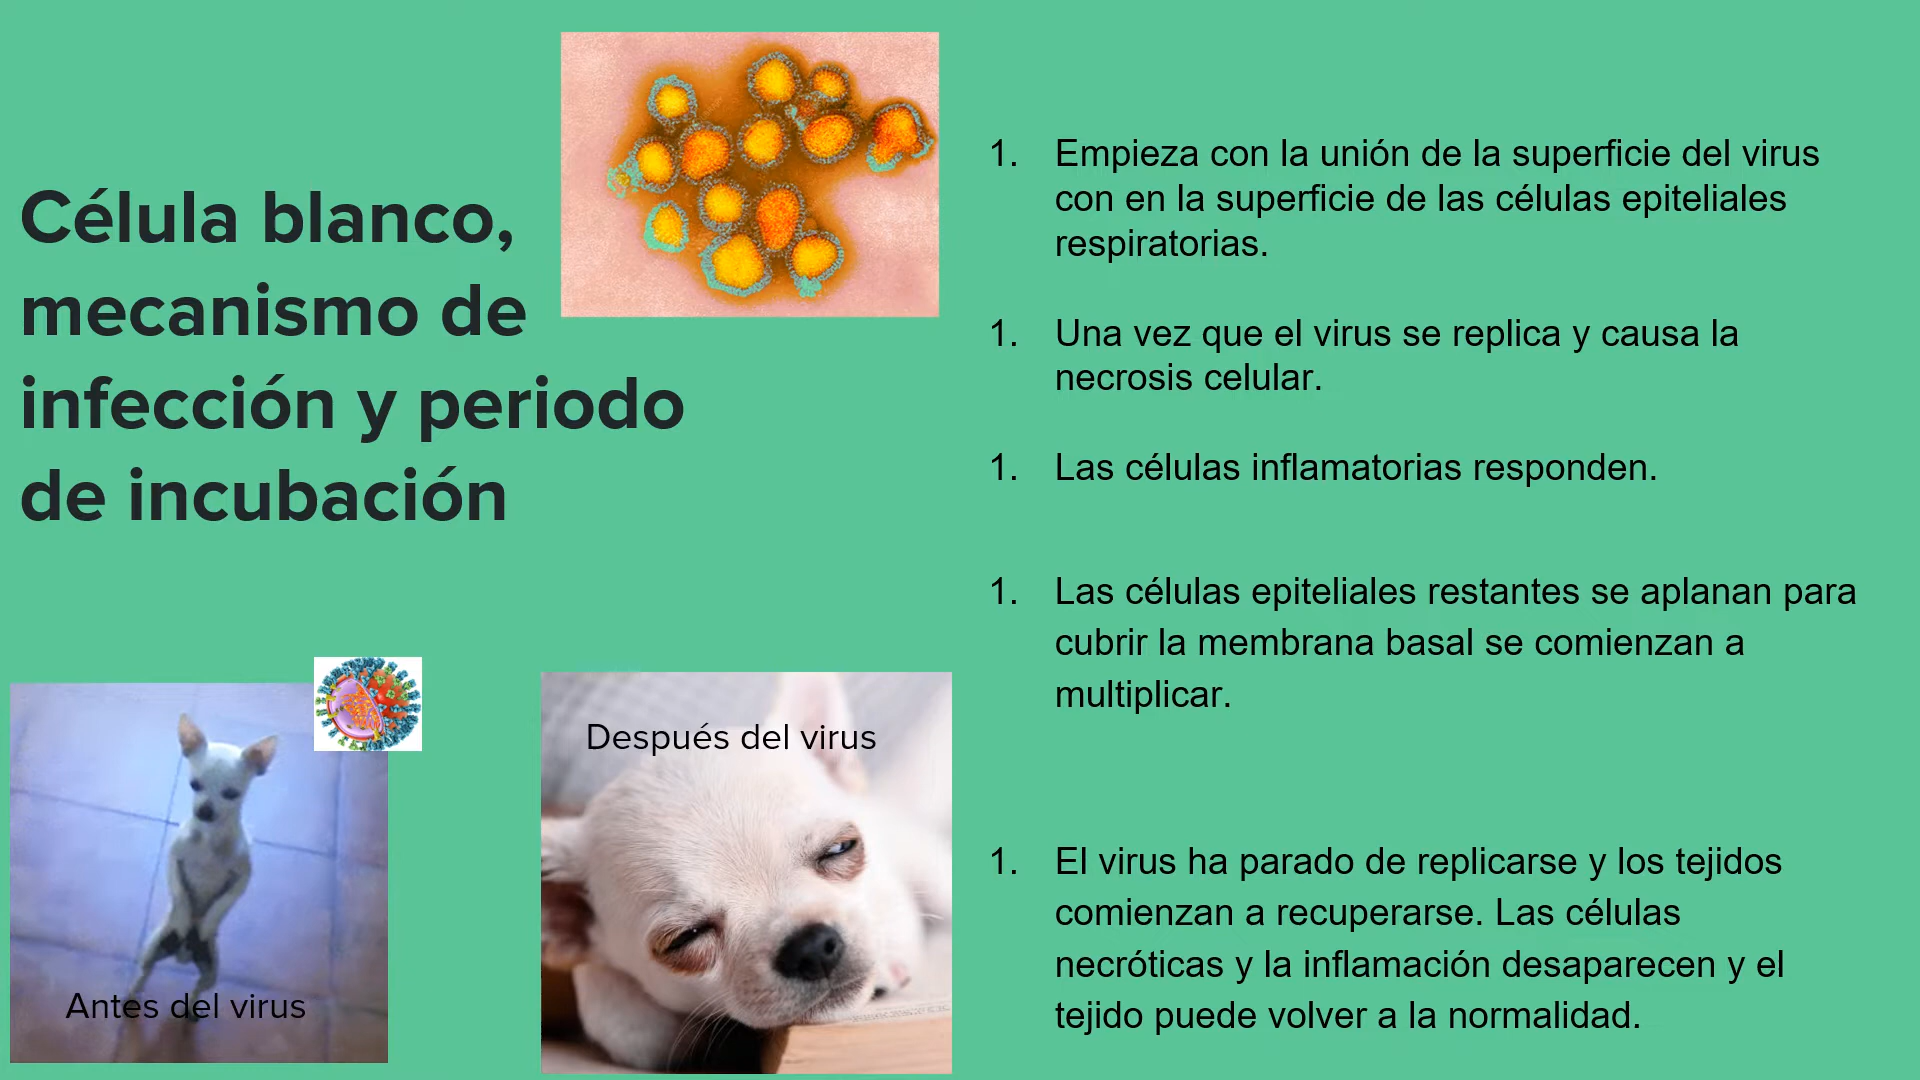 Célula blanco,
mecanismo de
infección y periodo
de incubación
1. Empieza con la unión de la superficie del virus
con en la superficie de las células epiteliales
respiratorias.
1. Una vez que el virus se replica y causa la
necrosis celular.
1. Las células inflamatorias responden.
1. Las células epiteliales restantes se aplanan para
cubrir la membrana basal se comienzan a
multiplicar.
1. El virus ha parado de replicarse y los tejidos
comienzan a recuperarse. Las células
necróticas y la inflamación desaparecen y el
tejido puede volver a la normalidad.
Antes del virus
Después del virus